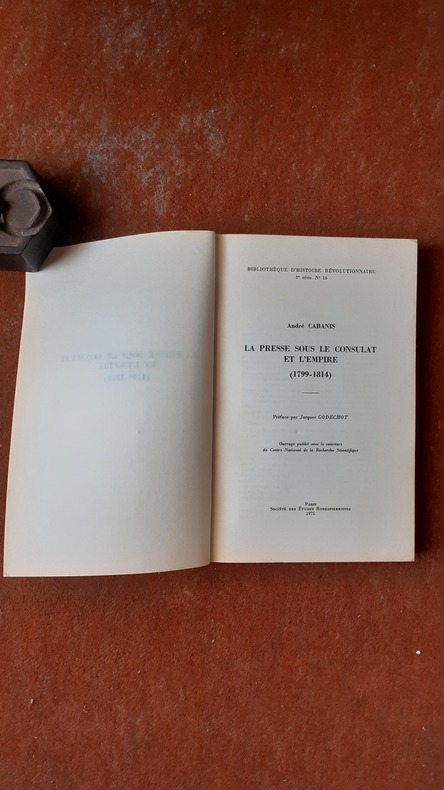 BIBLIOTHÈQUE D'HISTOIRE RÉVOLUTIONNAIRE
3e série. N° 16
André CABANIS
LA PRESSE SOUS LE CONSULAT
ET L'EMPIRE
(1799-1814)
Préface par Jacques GODECHOT
Ouvrage publié avec le concours
du Centre National de la Recherche Scientifique
Paris
Société des Études Robespierristes
1975